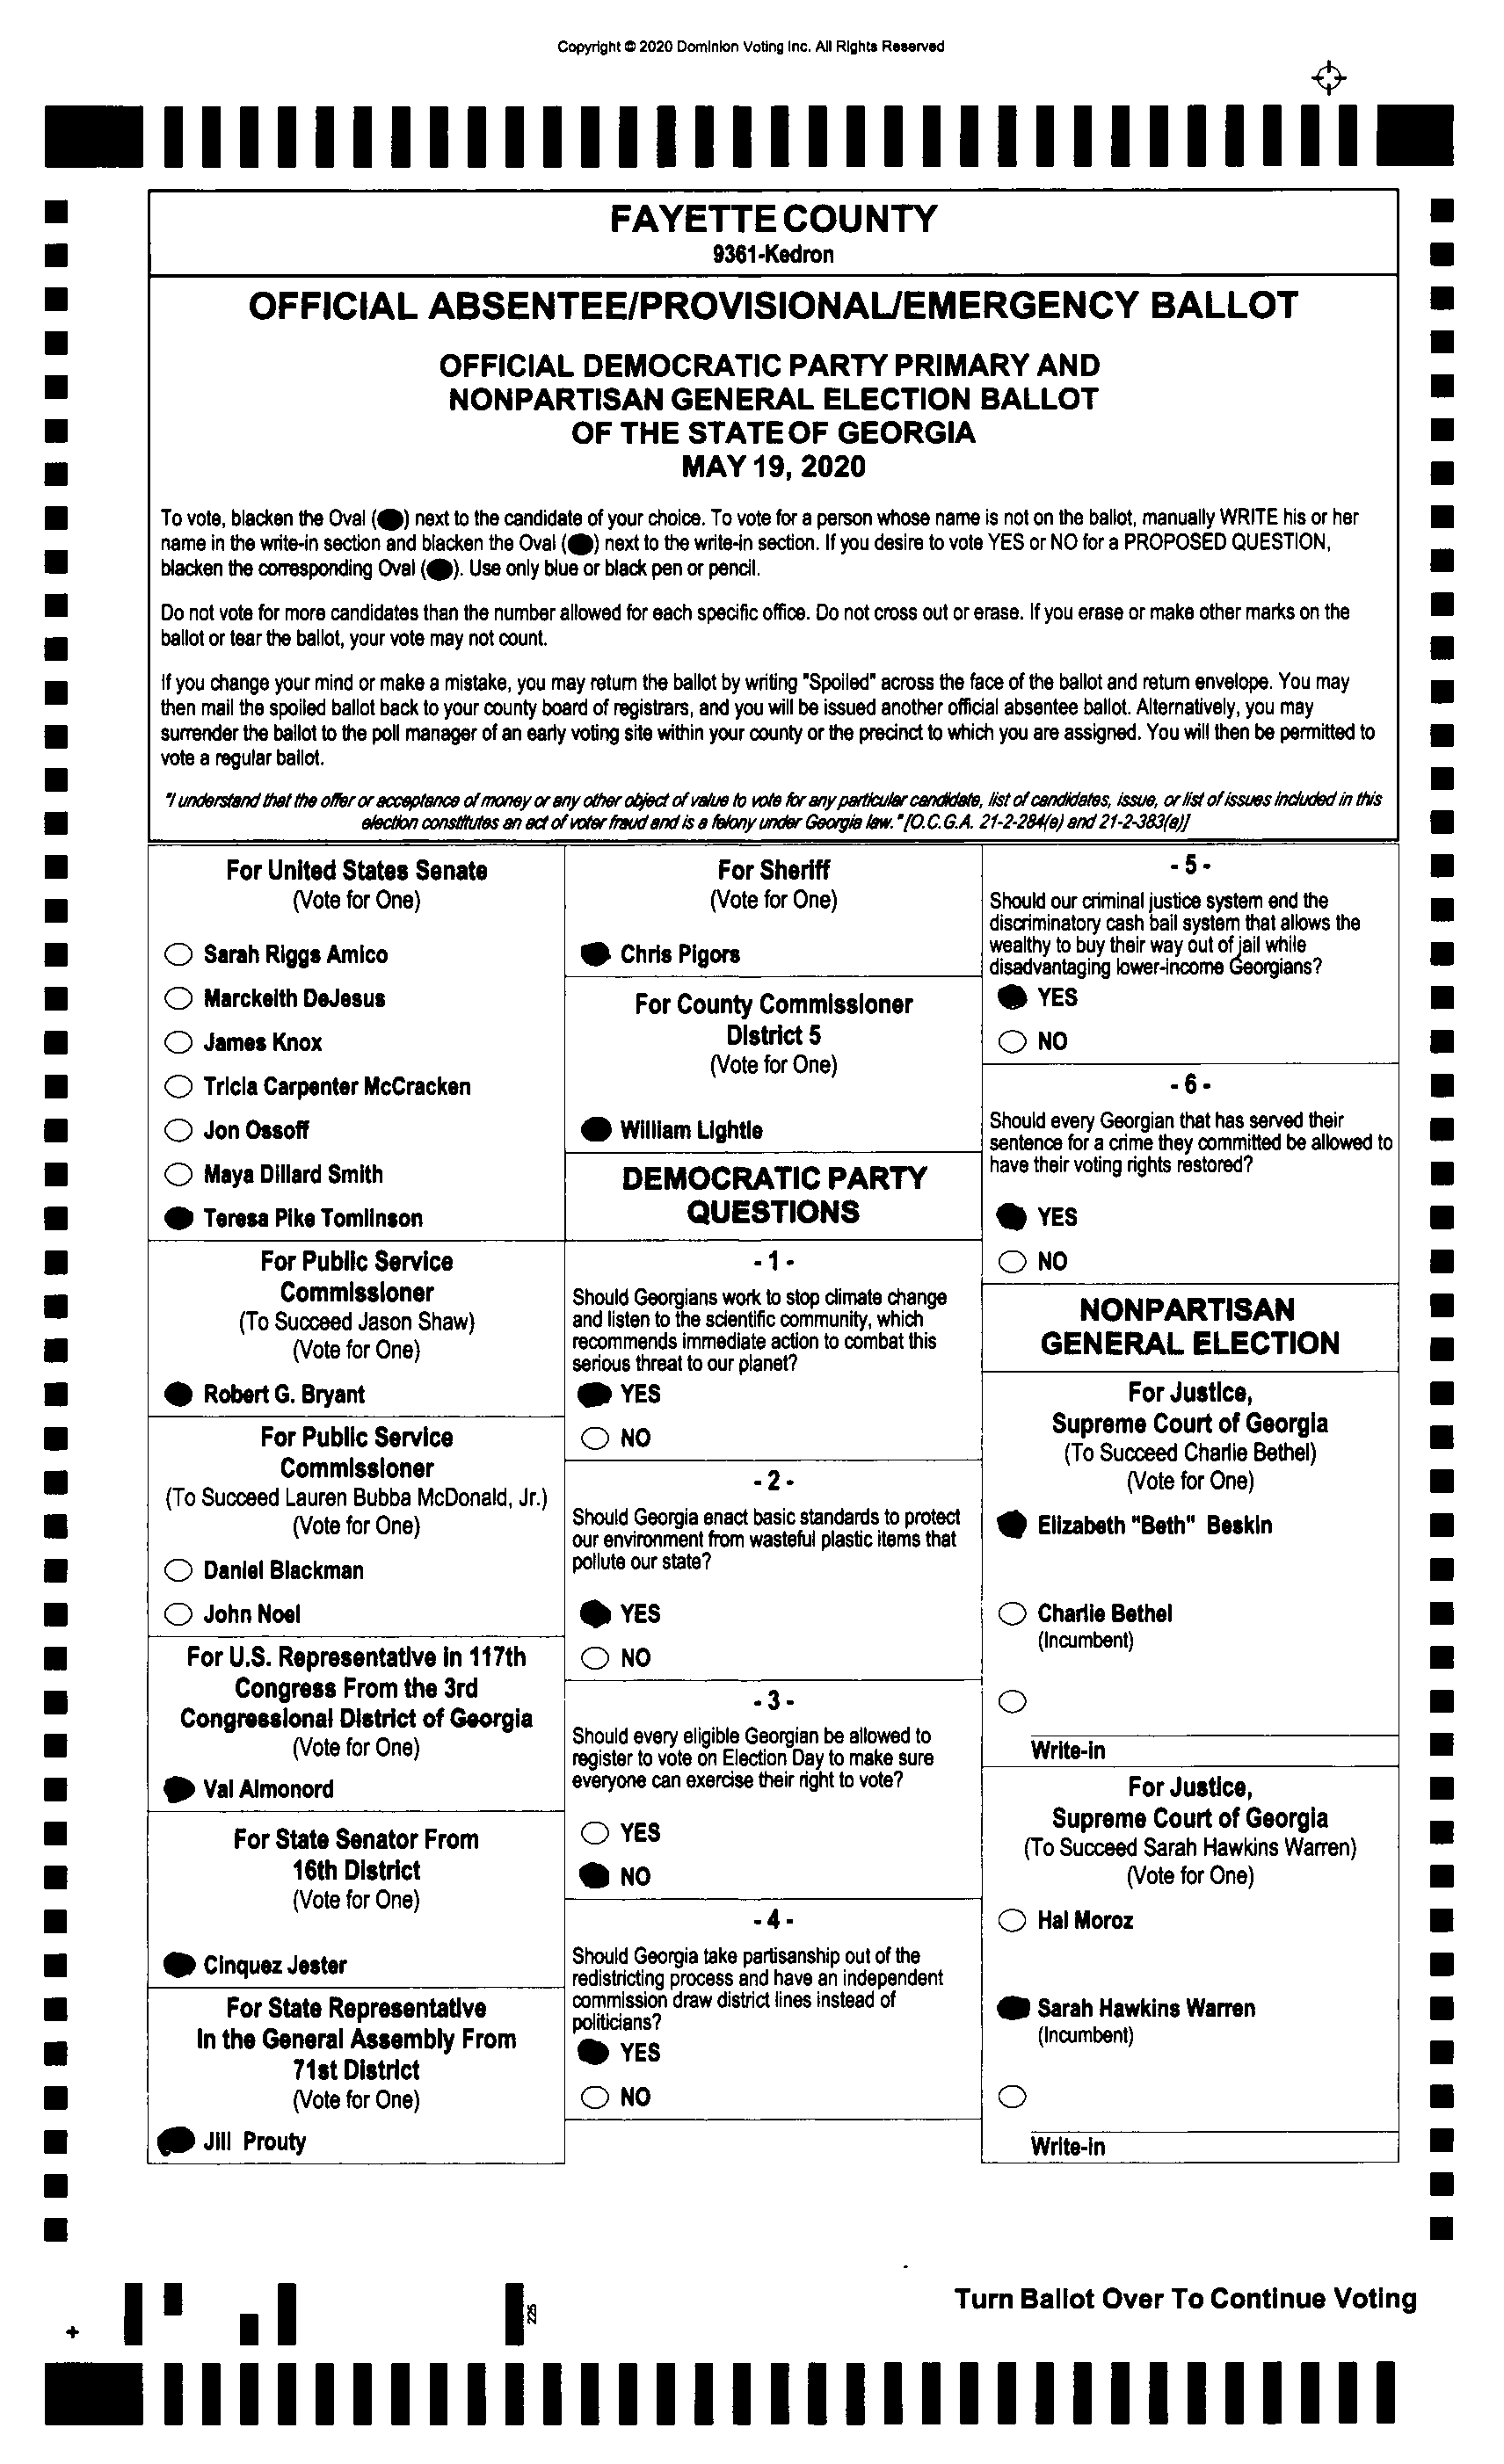 Copyright © 2020 Dominion Voting Inc. All Rights Reserved
FAYETTE COUNTY
9361-Kedron
OFFICIAL ABSENTEE/PROVISIONAL/EMERGENCY BALLOT
OFFICIAL DEMOCRATIC PARTY PRIMARY AND
NONPARTISAN GENERAL ELECTION BALLOT
OF THE STATE OF GEORGIA
MAY 19, 2020
To vote, blacken the Oval ( ) next to the candidate of your choice. To vote for a person whose name is not on the ballot, manually WRITE his or her
name in the write-in section and blacken the Oval ( ) next to the write-in section. If you desire to vote YES or NO for a PROPOSED QUESTION,
blacken the corresponding Oval ( ). Use only blue or black pen or pencil.
Do not vote for more candidates than the number allowed for each specific office. Do not cross out or erase. If you erase or make other marks on the
ballot or tear the ballot, your vote may not count.
If you change your mind or make a mistake, you may return the ballot by writing "Spoiled" across the face of the ballot and return envelope. You may
then mail the spoiled ballot back to your county board of registrars, and you will be issued another official absentee ballot. Alternatively, you may
surrender the ballot to the poll manager of an early voting site within your county or the precinct to which you are assigned. You will then be permitted to
vote a regular ballot.
"I understand that the offer or acceptance of money or any other object of value to vote for any particular candidate, list of candidates, issue, or list of issues included in this
election constitutes an act of voter fraud and is a felony under Georgia law." [O.C.G.A. 21-2-284(e) and 21-2-383(a)]
For United States Senate
(Vote for One)
Sarah Riggs Amico
Marckeith DeJesus
James Knox
Tricia Carpenter McCracken
Jon Ossoff
Maya Dillard Smith
Teresa Pike Tomlinson
For Public Service
Commissioner
(To Succeed Jason Shaw)
(Vote for One)
Robert G. Bryant
For Public Service
Commissioner
(To Succeed Lauren Bubba McDonald, Jr.)
(Vote for One)
Daniel Blackman
John Noel
For U.S. Representative in 117th
Congress From the 3rd
Congressional District of Georgia
(Vote for One)
Val Almonord
For State Senator From
16th District
(Vote for One)
Cinquez Jester
For State Representative
In the General Assembly From
71st District
(Vote for One)
Jill Prouty
For Sheriff
(Vote for One)
Chris Pigors
For County Commissioner
District 5
(Vote for One)
William Lightle
DEMOCRATIC PARTY
QUESTIONS
- 1 -
Should Georgians work to stop climate change
and listen to the scientific community, which
recommends immediate action to combat this
serious threat to our planet?
YES
NO
- 2 -
Should Georgia enact basic standards to protect
our environment from wasteful plastic items that
pollute our state?
YES
NO
- 3 -
Should every eligible Georgian be allowed to
register to vote on Election Day to make sure
everyone can exercise their right to vote?
YES
NO
- 4 -
Should Georgia take partisanship out of the
redistricting process and have an independent
commission draw district lines instead of
politicians?
YES
NO
- 5 -
Should our criminal justice system end the
discriminatory cash bail system that allows the
wealthy to buy their way out of jail while
disadvantaging lower-income Georgians?
YES
NO
- 6 -
Should every Georgian that has served their
sentence for a crime they committed be allowed to
have their voting rights restored?
YES
NO
NONPARTISAN
GENERAL ELECTION
For Justice,
Supreme Court of Georgia
(To Succeed Charlie Bethel)
(Vote for One)
Elizabeth "Beth" Beskin
Charlie Bethel
(Incumbent)
Write-in
For Justice,
Supreme Court of Georgia
(To Succeed Sarah Hawkins Warren)
(Vote for One)
Hal Moroz
Sarah Hawkins Warren
(Incumbent)
Write-in
Turn Ballot Over To Continue Voting
225